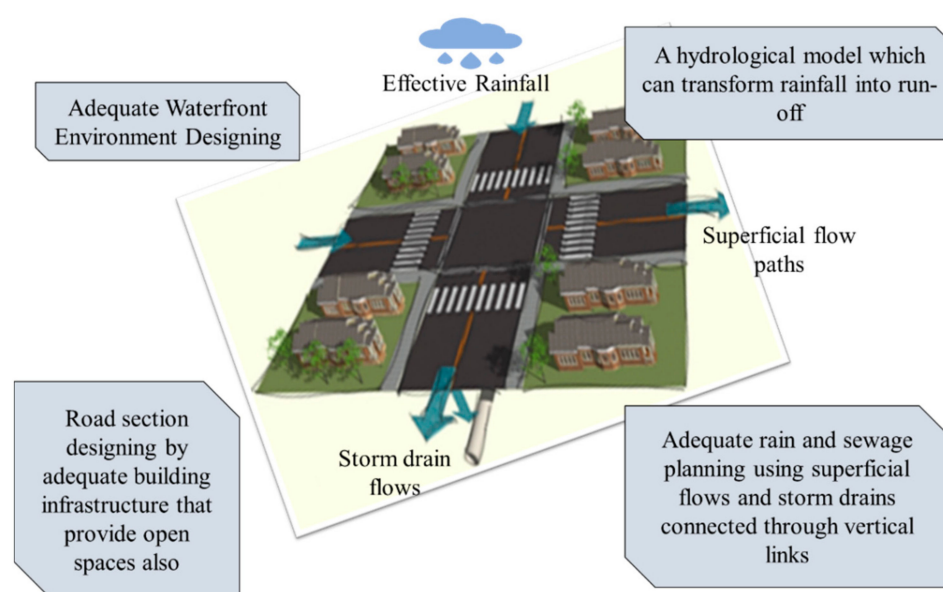 Effective Rainfall
Adequate Waterfront
Environment Designing
A hydrological model which
can transform rainfall into run-
off
Superficial flow
paths
Road section
designing by
adequate building
infrastructure that
provide open
spaces also
Storm drain
flows
Adequate rain and sewage
planning using superficial
flows and storm drains
connected through vertical
links